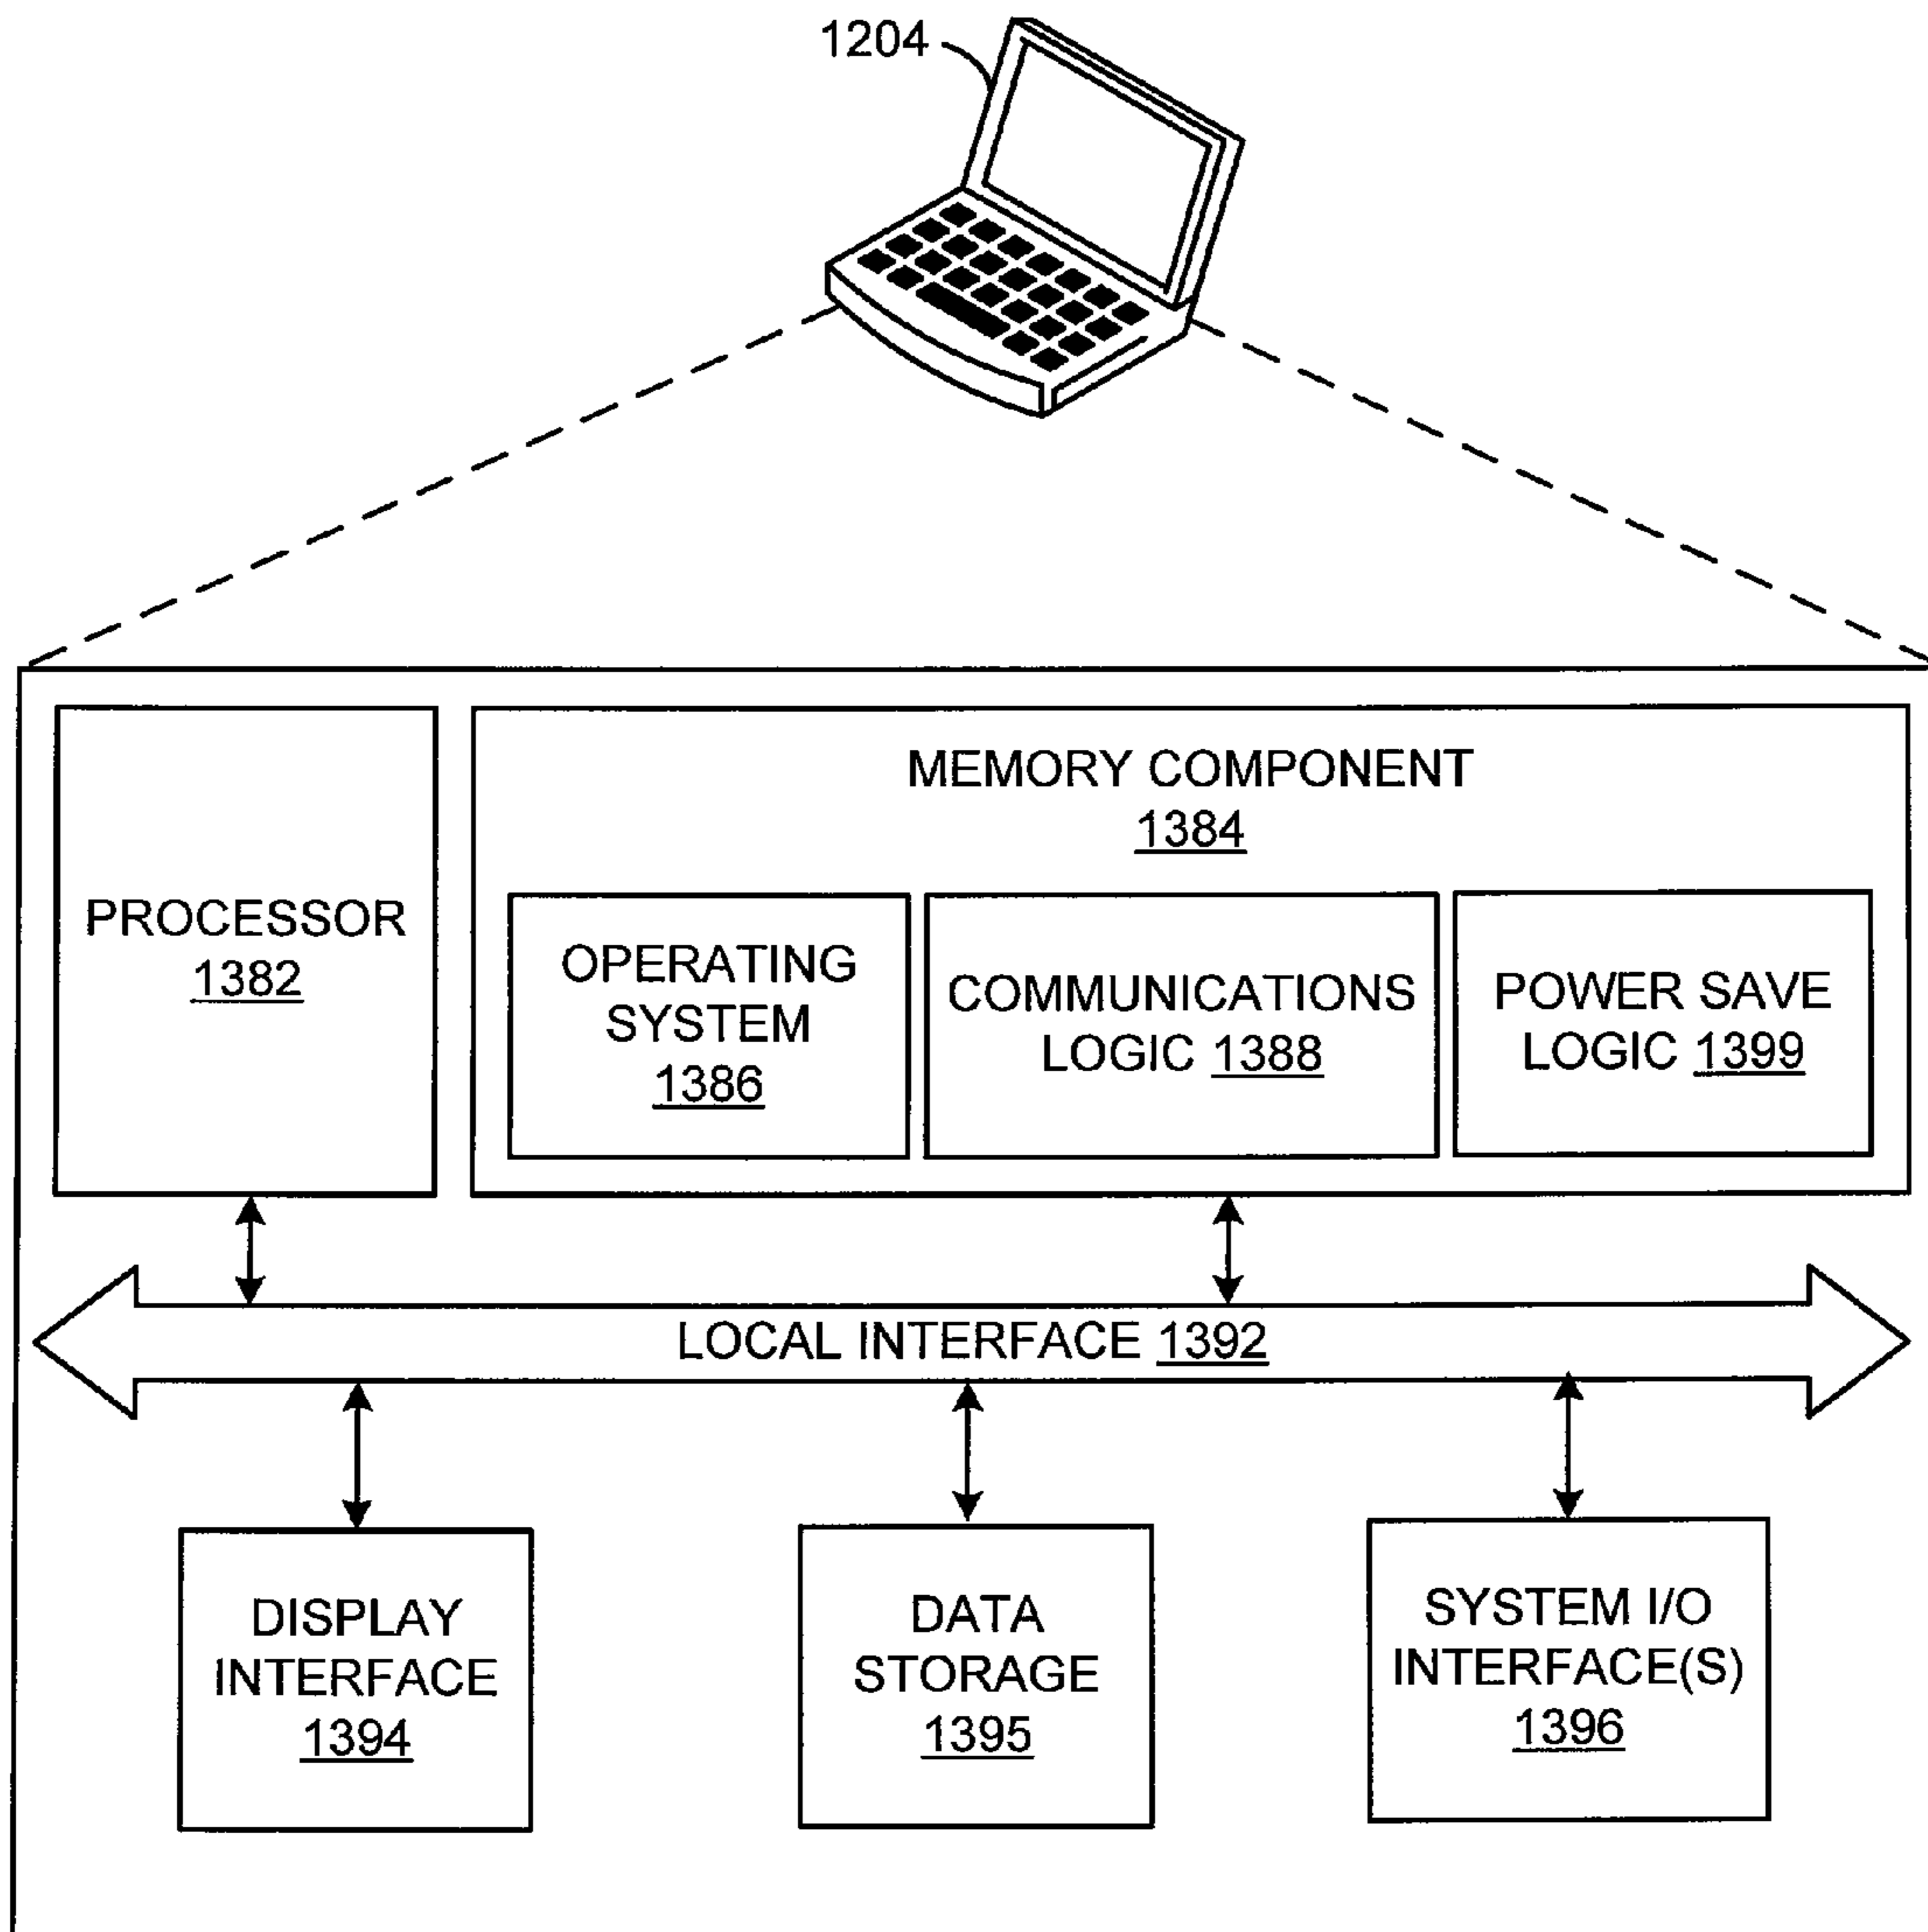 1204
MEMORY COMPONENT
1384
PROCESSOR
1382
OPERATING
SYSTEM
1386
COMMUNICATIONS
LOGIC 1388
POWER SAVE
LOGIC 1399
LOCAL INTERFACE 1392
DISPLAY
INTERFACE
1394
DATA
STORAGE
1395
SYSTEM I/O
INTERFACE(S)
1396